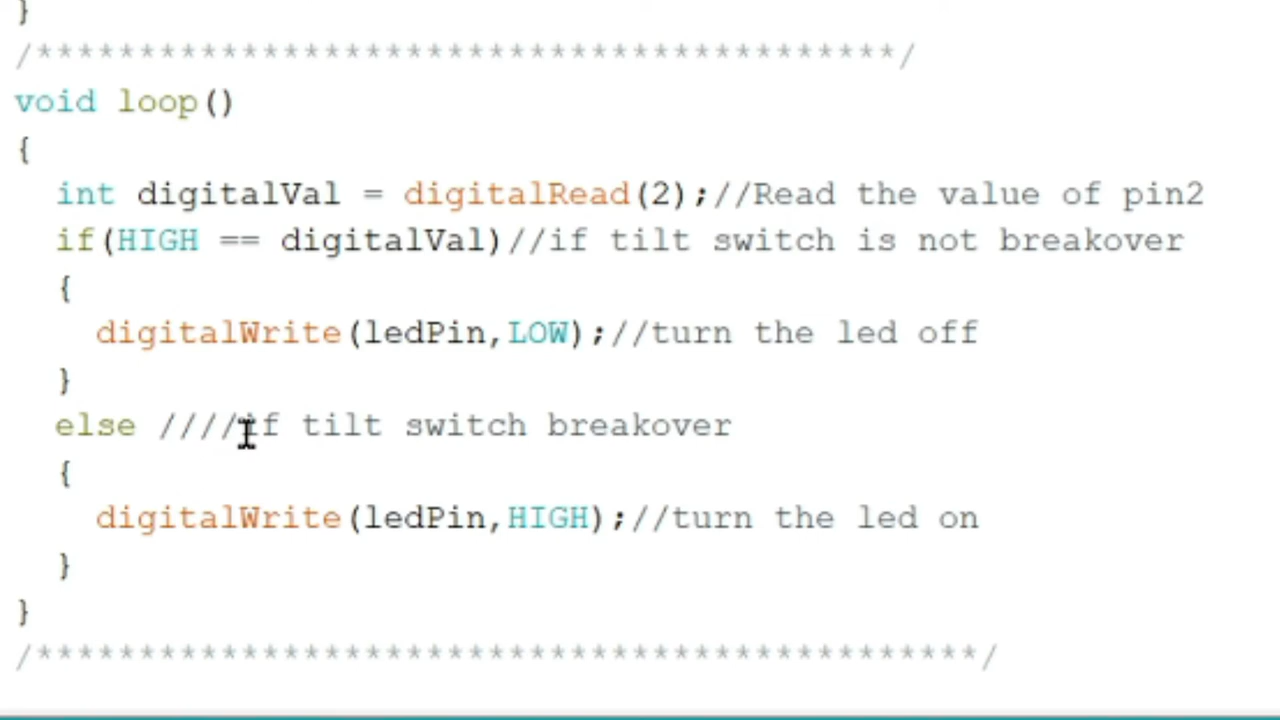 }
/******************************************/
void loop()
{
int digitalVal = digitalRead(2);//Read the value of pin2
if(HIGH == digitalVal)//if tilt switch is not breakover
{
digitalWrite(ledPin,LOW);//turn the led off
}
else ////if tilt switch breakover
{
digitalWrite(ledPin,HIGH);//turn the led on
}
}
/**********************************************/